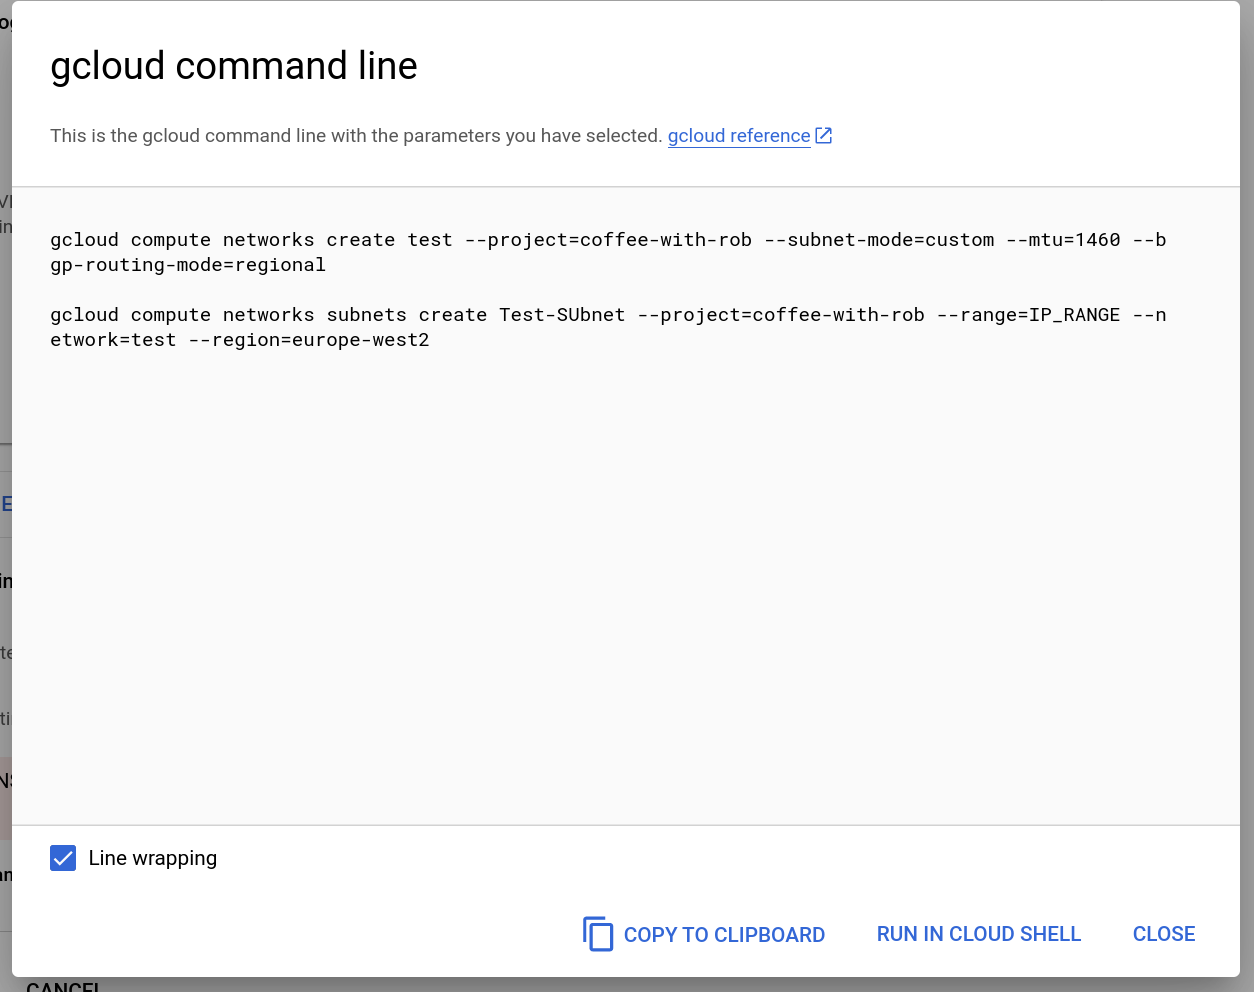 gcloud command line
This is the gcloud command line with the parameters you have selected. gcloud reference
gcloud compute networks create test --project=coffee-with-rob --subnet-mode=custom --mtu=1460 --b
gp-routing-mode=regional
gcloud compute networks subnets create Test-SUbnet --project=coffee-with-rob --range=IP_RANGE --n
etwork=test --region=europe-west2
Line wrapping
COPY TO CLIPBOARD
RUN IN CLOUD SHELL
CLOSE
CANCEL